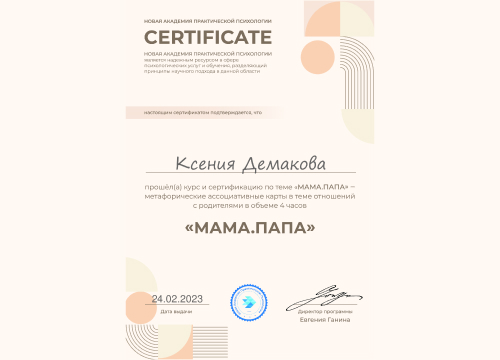 НОВАЯ АКАДЕМИЯ ПРАКТИЧЕСКОЙ ПСИХОЛОГИИ
CERTIFICATE
НОВАЯ АКАДЕМИЯ ПРАКТИЧЕСКОЙ ПСИХОЛОГИИ
является надежным ресурсом в сфере
психологических услуг и обучения, разделяющий
принципы научного подхода в данной области
настоящим сертификатом подтверждается, что
Ксения Демакова
прошёл(а) курс и сертификацию по теме «МАМА.ПАПА» –
метафорические ассоциативные карты в теме отношений
с родителями в объеме 4 часов
«МАМА.ПАПА»
24.02.2023
Дата выдачи
Директор программы
Евгения Ганина